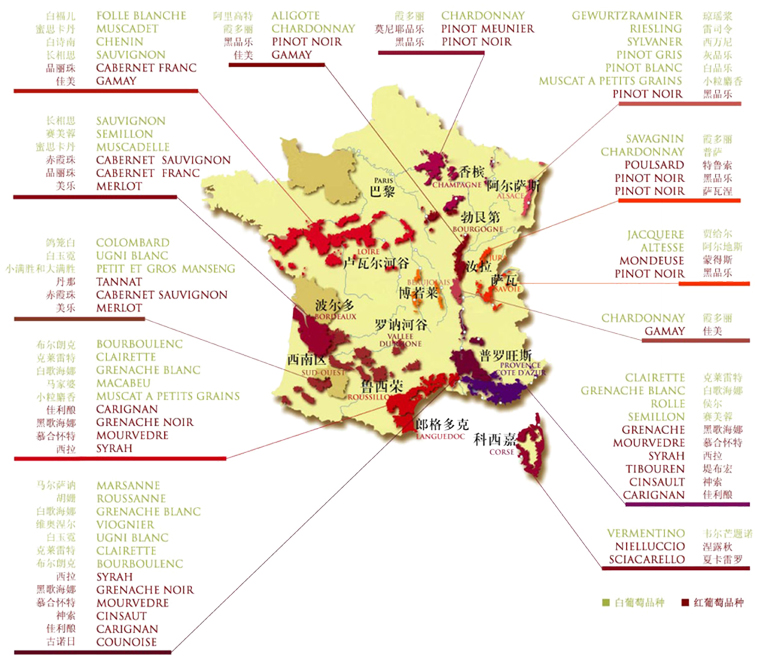 白福儿 FOLLE BLANCHE
蜜思卡丹 MUSCADET
白诗南 CHENIN
长相思 SAUVIGNON
品丽珠 CABERNET FRANC
佳美 GAMAY
阿里高特 ALIGOTE
霞多丽 CHARDONNAY
黑品乐 PINOT NOIR
佳美 GAMAY
霞多丽 CHARDONNAY
莫尼耶品乐 PINOT MEUNIER
黑品乐 PINOT NOIR
GEWURTZRAMINER 琼瑶浆
RIESLING 雷司令
SYLVANER 西万尼
PINOT GRIS 灰品乐
PINOT BLANC 白品乐
MUSCAT A PETITS GRAINS 小粒麝香
PINOT NOIR 黑品乐
长相思 SAUVIGNON
赛芙蓉 SEMILLON
蜜思卡丹 MUSCADELLE
赤霞珠 CABERNET SAUVIGNON
品丽珠 CABERNET FRANC
美乐 MERLOT
SAVAGNIN 霞多丽
CHARDONNAY 普萨
POULSARD 特鲁索
PINOT NOIR 黑品乐
PINOT NOIR 萨瓦涅
鸽笼白 COLOMBARD
白玉霓 UGNI BLANC
小满胜和大满胜 PETIT ET GROS MANSENG
丹那 TANNAT
赤霞珠 CABERNET SAUVIGNON
美乐 MERLOT
JACQUERE 贾给尔
ALTESSE 阿尔地斯
MONDEUSE 蒙得斯
PINOT NOIR 黑品乐
CHARDONNAY 霞多丽
GAMAY 佳美
布尔朗克 BOURBOULENC
克莱雷特 CLAIRETTE
白歌海娜 GRENACHE BLANC
马家婆 MACABEU
小粒麝香 MUSCAT A PETITS GRAINS
佳利酿 CARIGNAN
黑歌海娜 GRENACHE NOIR
慕合怀特 MOURVEDRE
西拉 SYRAH
CLAIRETTE 克莱雷特
GRENACHE BLANC 白歌海娜
ROLLE 侯尔
SEMILLON 赛芙蓉
GRENACHE 黑歌海娜
MOURVEDRE 慕合怀特
SYRAH 西拉
TIBOUREN 堤布宏
CINSAULT 神索
CARIGNAN 佳利酿
马尔萨讷 MARSANNE
胡姗 ROUSSANNE
白歌海娜 GRENACHE BLANC
维奥涅尔 VIOGNIER
白玉霓 UGNI BLANC
克莱雷特 CLAIRETTE
布尔朗克 BOURBOULENC
西拉 SYRAH
黑歌海娜 GRENACHE NOIR
慕合怀特 MOURVEDRE
神索 CINSAUT
佳利酿 CARIGNAN
古诺日 COUNOISE
VERMENTINO 韦尔芒题诺
NIELLUCCIO 涅露秋
SCIACARELLO 夏卡雷罗
PARIS
巴黎
香槟
CHAMPAGNE
阿尔萨斯
ALSACE
勃艮第
BOURGOGNE
LOIRE
卢瓦尔河谷
JURA
汝拉
萨瓦
SAVOIE
BEAUJOLAIS
博若莱
波尔多
BORDEAUX
罗讷河谷
VALLEE
DU RHONE
西南区
SUD-OUEST
普罗旺斯
PROVENCE
COTE D'AZUR
鲁西荣
ROUSSILLON
郎格多克
LANGUEDOC
科西嘉
CORSE
白葡萄品种 红葡萄品种